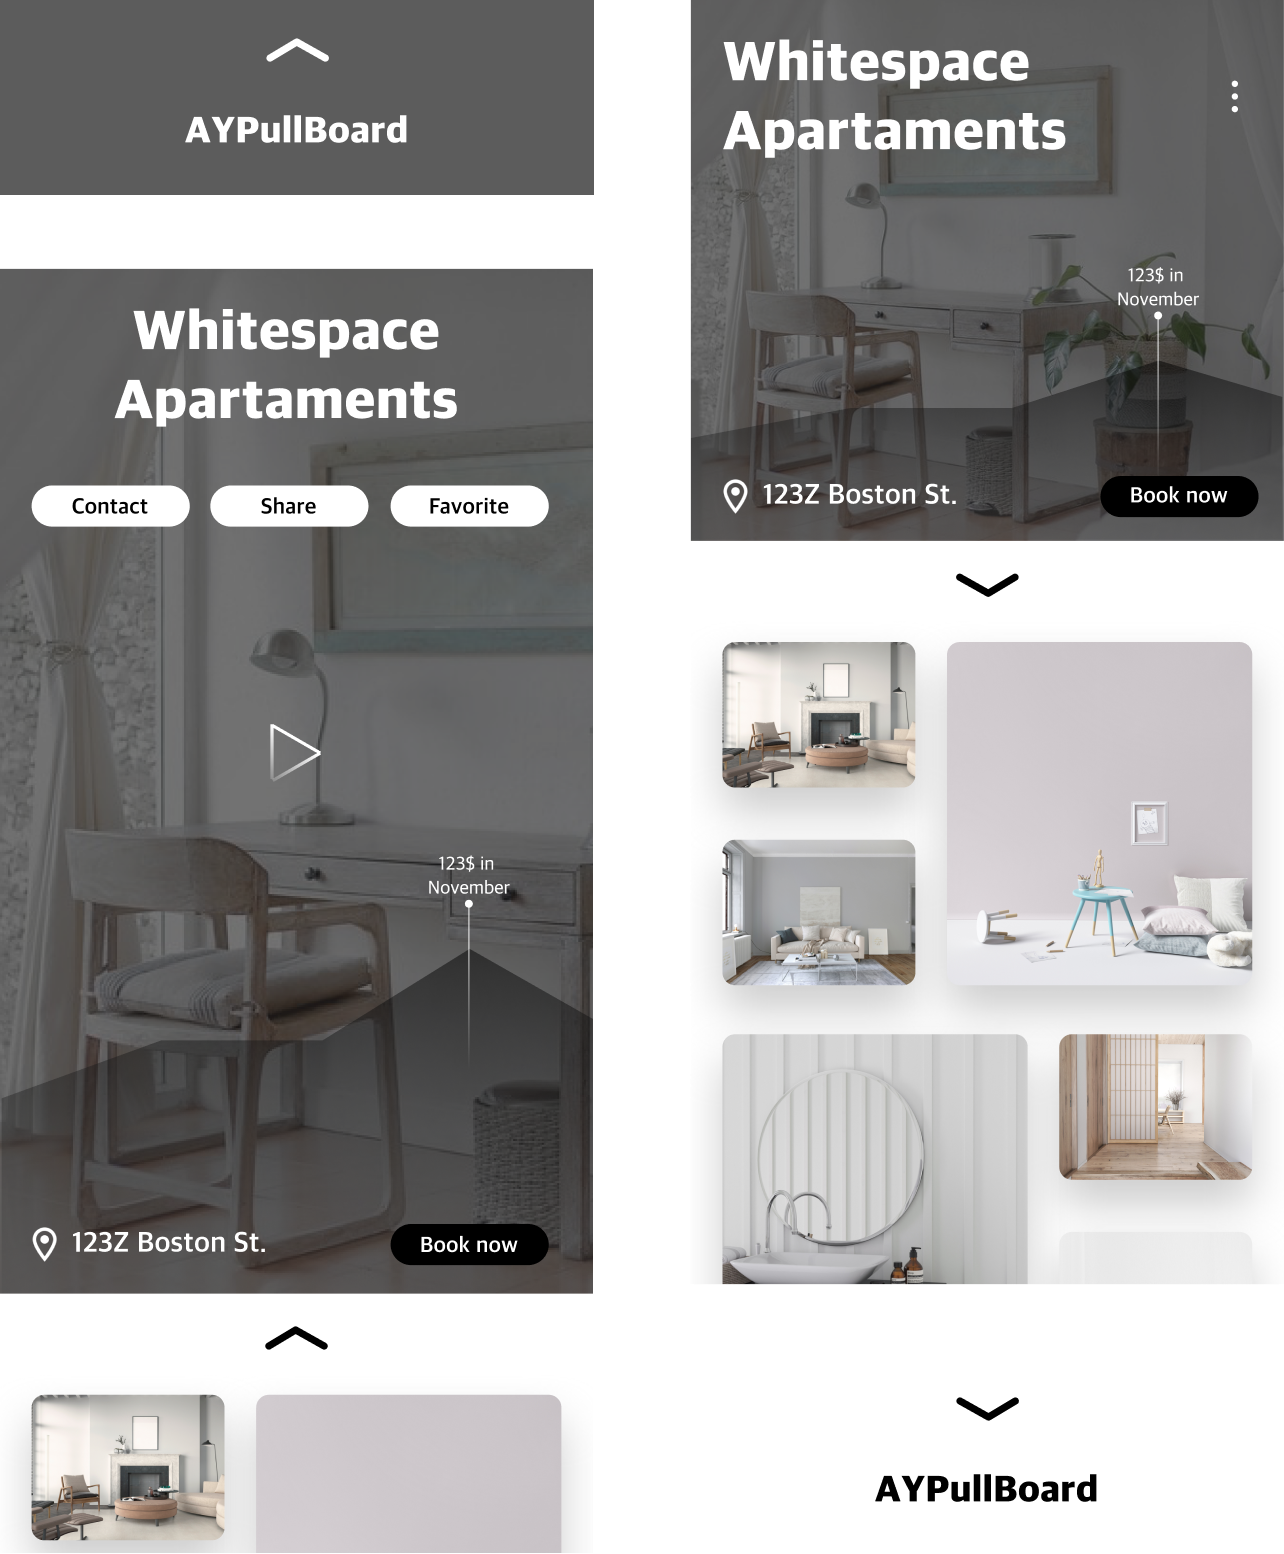 AYPullBoard
Whitespace
Apartaments
Contact
Share
Favorite
123$ in
November
123Z Boston St.
Book now
Whitespace
Apartaments
123$ in
November
123Z Boston St.
Book now
AYPullBoard